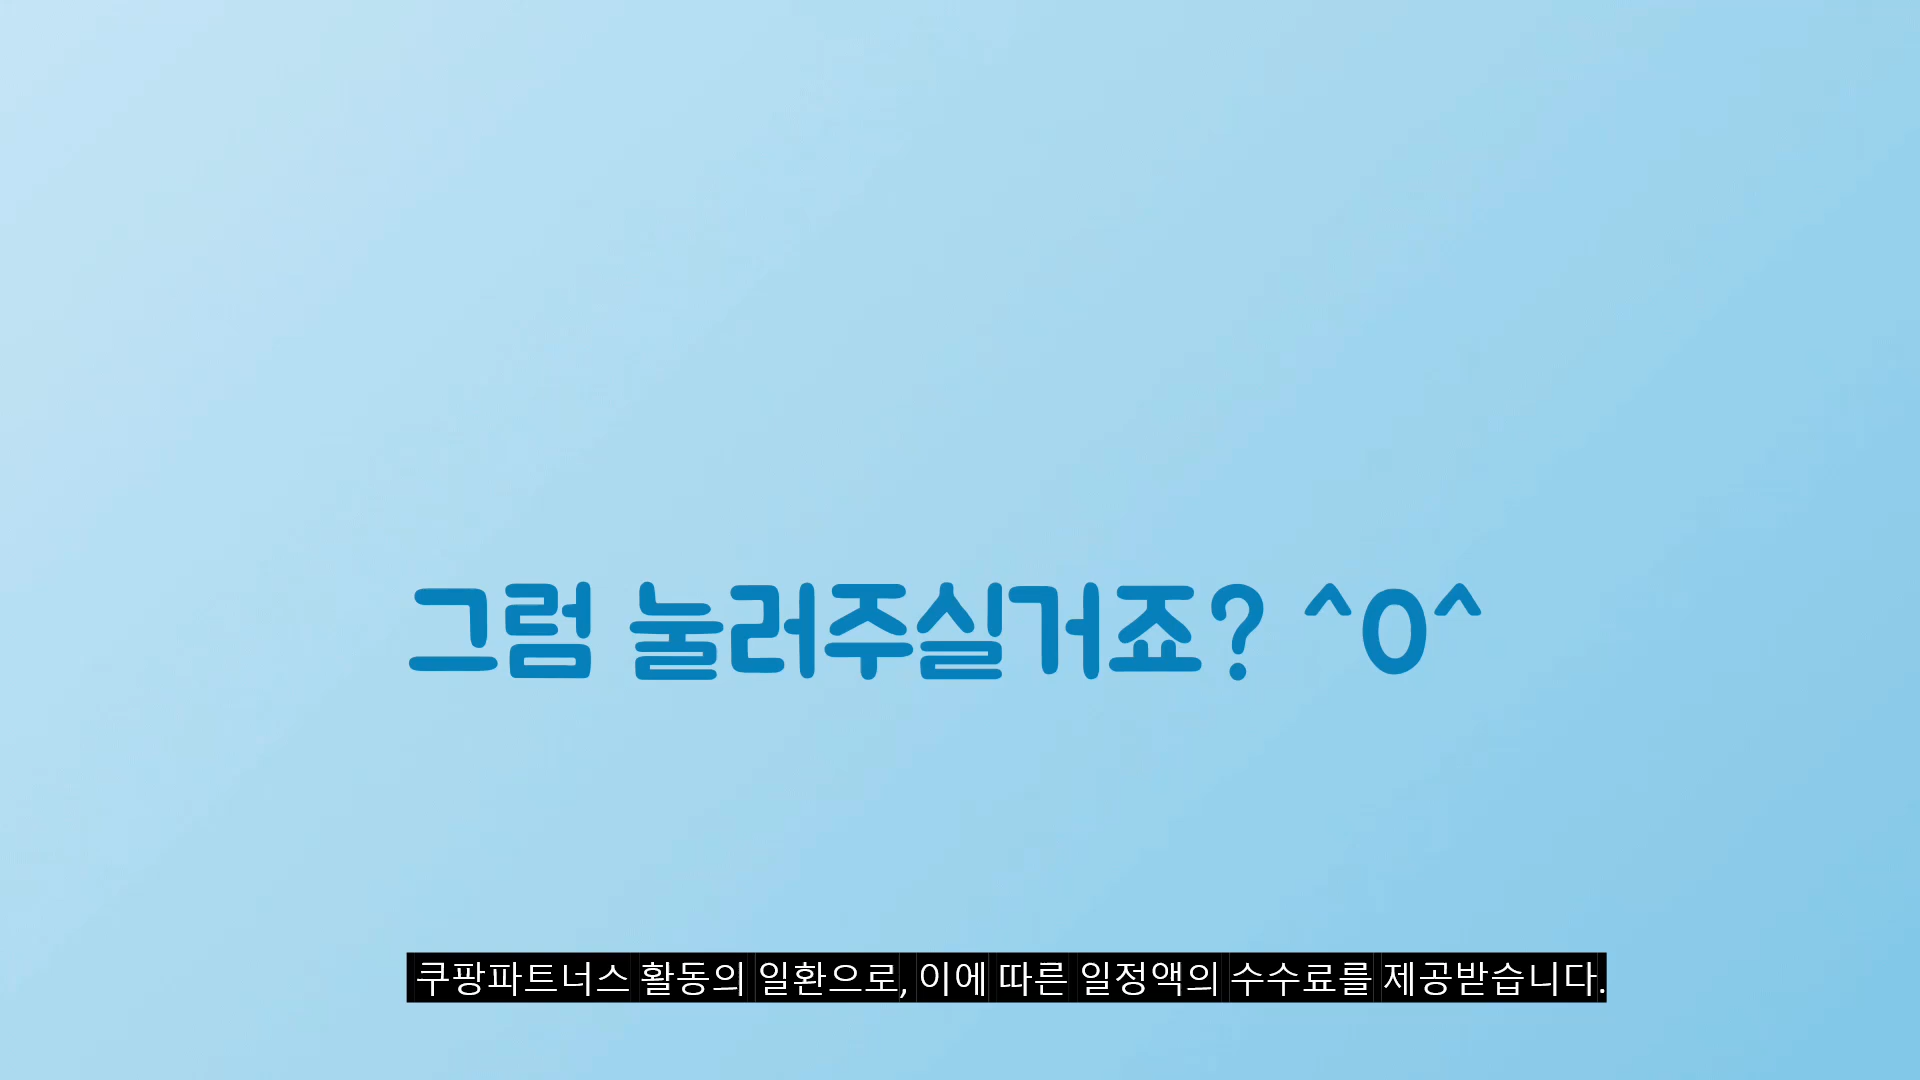 그럼 눌러주실거죠? ^0^
쿠팡파트너스 활동의 일환으로, 이에 따른 일정액의 수수료를 제공받습니다.